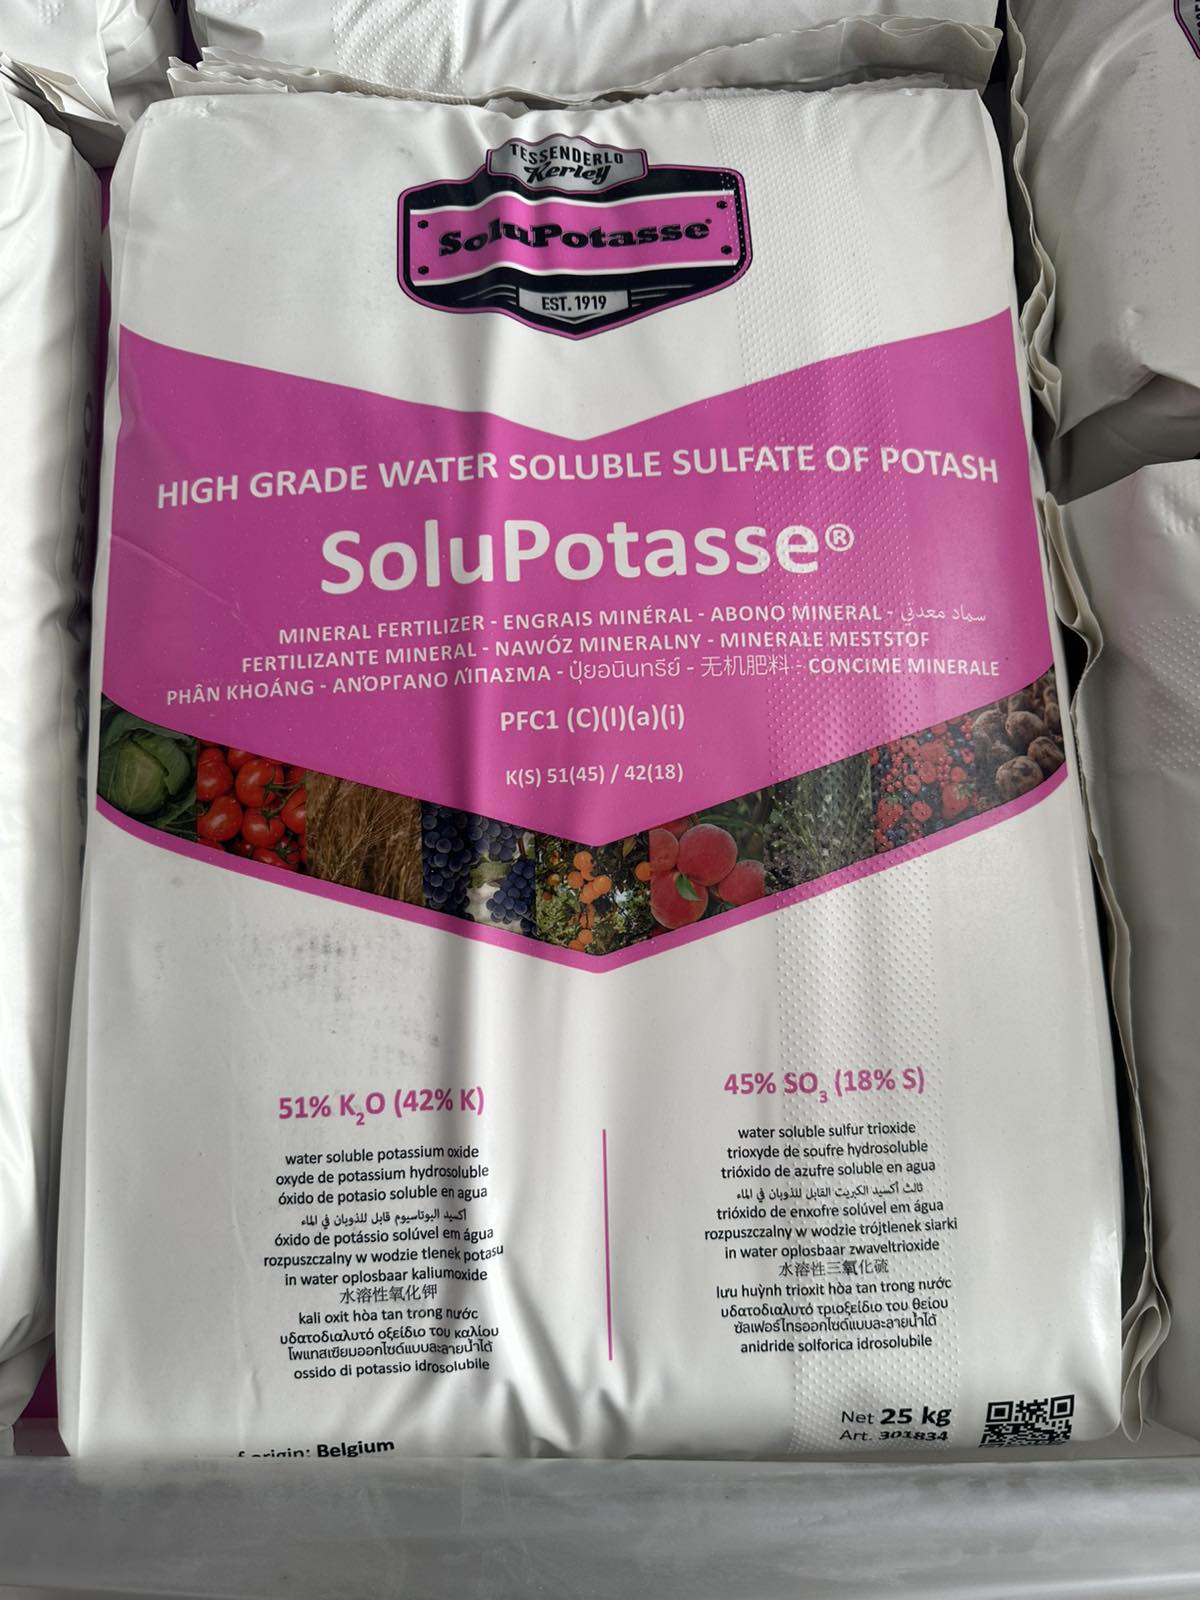 TESSENDERLO
Kerley
SoluPotasse®
EST. 1919
HIGH GRADE WATER SOLUBLE SULFATE OF POTASH
SoluPotasse®
MINERAL FERTILIZER - ENGRAIS MINÉRAL - ABONO MINERAL - سماد معدني
FERTILIZANTE MINERAL - NAWÓZ MINERALNY - MINERALE MESTSTOF
PHÂN KHOÁNG - ΑΝΌΡΓΑΝΟ ΛΊΠΑΣΜΑ - ปุ๋ยอนินทรีย์ - 无机肥料 - CONCIME MINERALE
PFC1 (C)(I)(a)(i)
K(S) 51(45) / 42(18)
51% K₂O (42% K)
water soluble potassium oxide
oxyde de potassium hydrosoluble
óxido de potasio soluble en agua
أكسيد البوتاسيوم قابل للذوبان في الماء
óxido de potássio solúvel em água
rozpuszczalny w wodzie tlenek potasu
in water oplosbaar kaliumoxide
水溶性氧化钾
kali oxit hòa tan trong nước
υδατοδιαλυτό οξείδιο του καλίου
โพแทสเซียมออกไซด์แบบละลายน้ำได้
ossido di potassio idrosolubile
45% SO₃ (18% S)
water soluble sulfur trioxide
trioxyde de soufre hydrosoluble
trióxido de azufre soluble en agua
ثالث أكسيد الكبريت القابل للذوبان في الماء
trióxido de enxofre solúvel em água
rozpuszczalny w wodzie trójtlenek siarki
in water oplosbaar zwaveltrioxide
水溶性三氧化硫
lưu huỳnh trioxit hòa tan trong nước
υδατοδιαλυτό τριοξείδιο του θείου
ซัลเฟอร์ไทรออกไซด์แบบละลายน้ำได้
anidride solforica idrosolubile
Net 25 kg
Art. 301834
origin: Belgium